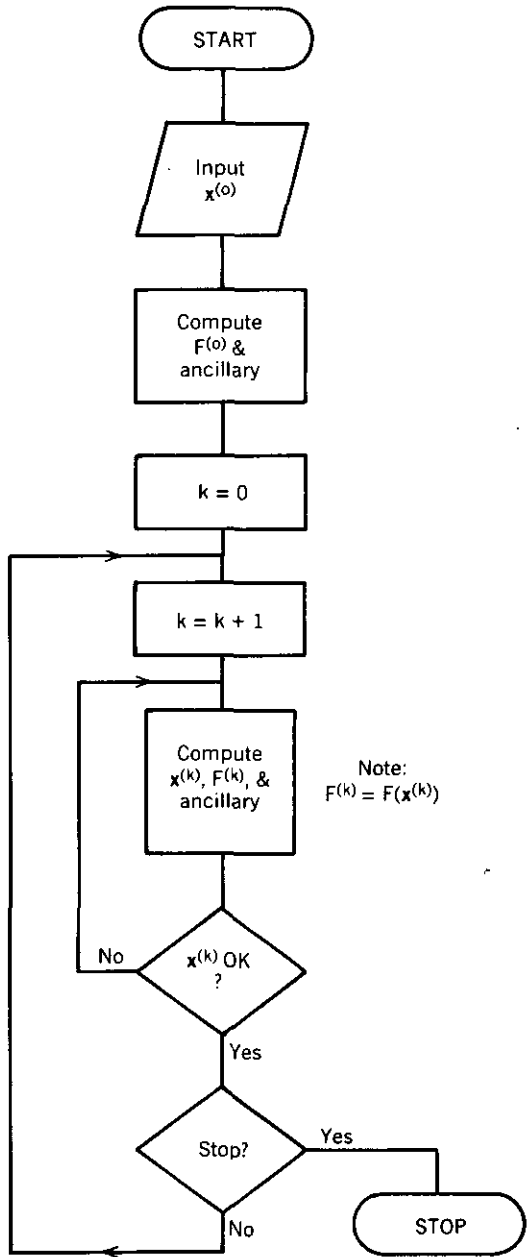 START
Input
x⁽ᵒ⁾
Compute
F⁽ᵒ⁾ &
ancillary
k = 0
k = k + 1
Compute
x⁽ᵏ⁾, F⁽ᵏ⁾, &
ancillary
Note:
F⁽ᵏ⁾ = F(x⁽ᵏ⁾)
No
x⁽ᵏ⁾ OK
?
Yes
Stop?
Yes
No
STOP